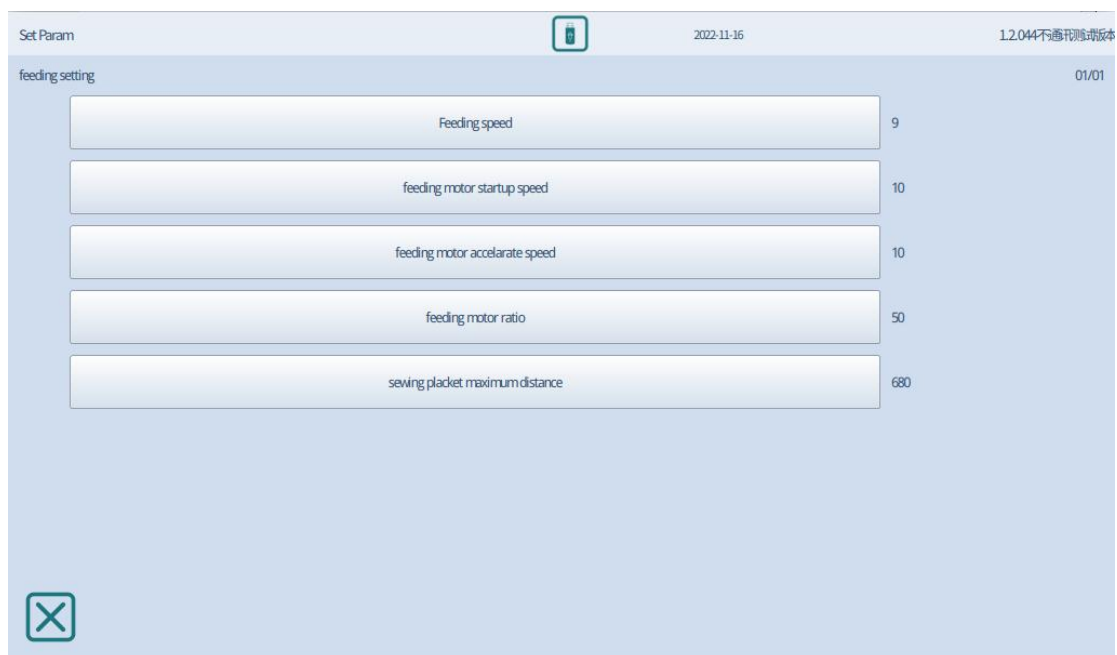 Set Param
2022-11-16
1.2.044不通讯测试版本
feeding setting
01/01
Feeding speed
9
feeding motor startup speed
10
feeding motor accelarate speed
10
feeding motor ratio
50
sewing placket maximum distance
680